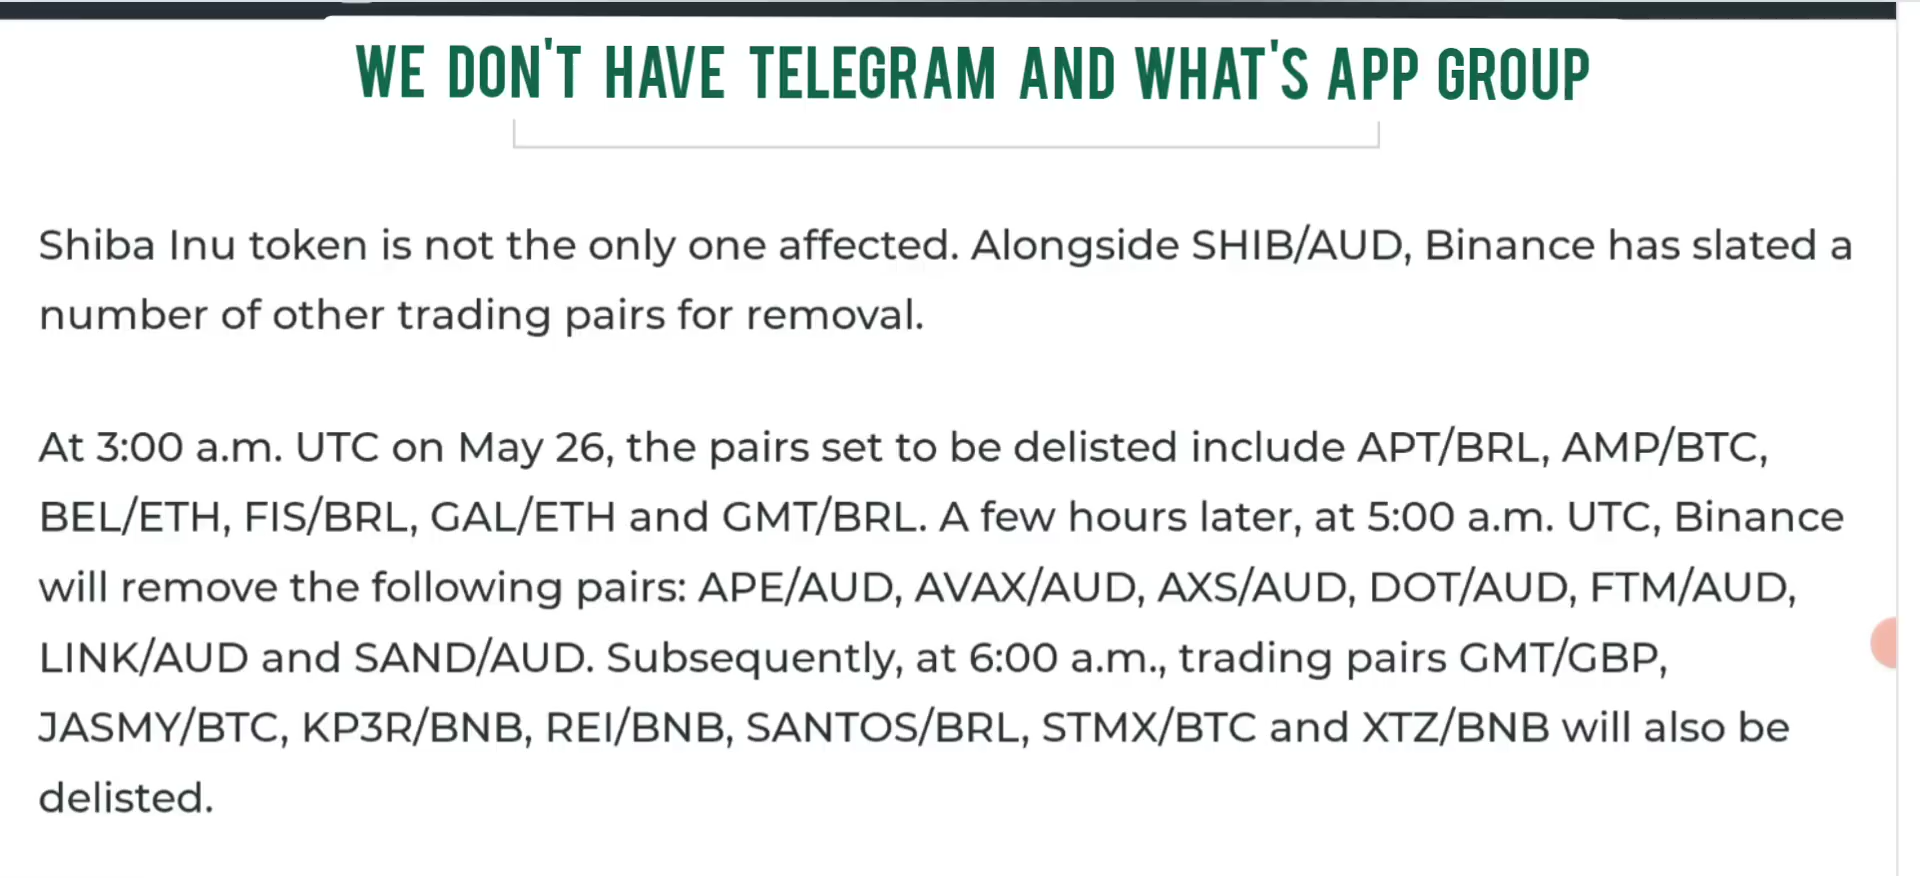 WE DON'T HAVE TELEGRAM AND WHAT'S APP GROUP
Shiba Inu token is not the only one affected. Alongside SHIB/AUD, Binance has slated a
number of other trading pairs for removal.
At 3:00 a.m. UTC on May 26, the pairs set to be delisted include APT/BRL, AMP/BTC,
BEL/ETH, FIS/BRL, GAL/ETH and GMT/BRL. A few hours later, at 5:00 a.m. UTC, Binance
will remove the following pairs: APE/AUD, AVAX/AUD, AXS/AUD, DOT/AUD, FTM/AUD,
LINK/AUD and SAND/AUD. Subsequently, at 6:00 a.m., trading pairs GMT/GBP,
JASMY/BTC, KP3R/BNB, REI/BNB, SANTOS/BRL, STMX/BTC and XTZ/BNB will also be
delisted.